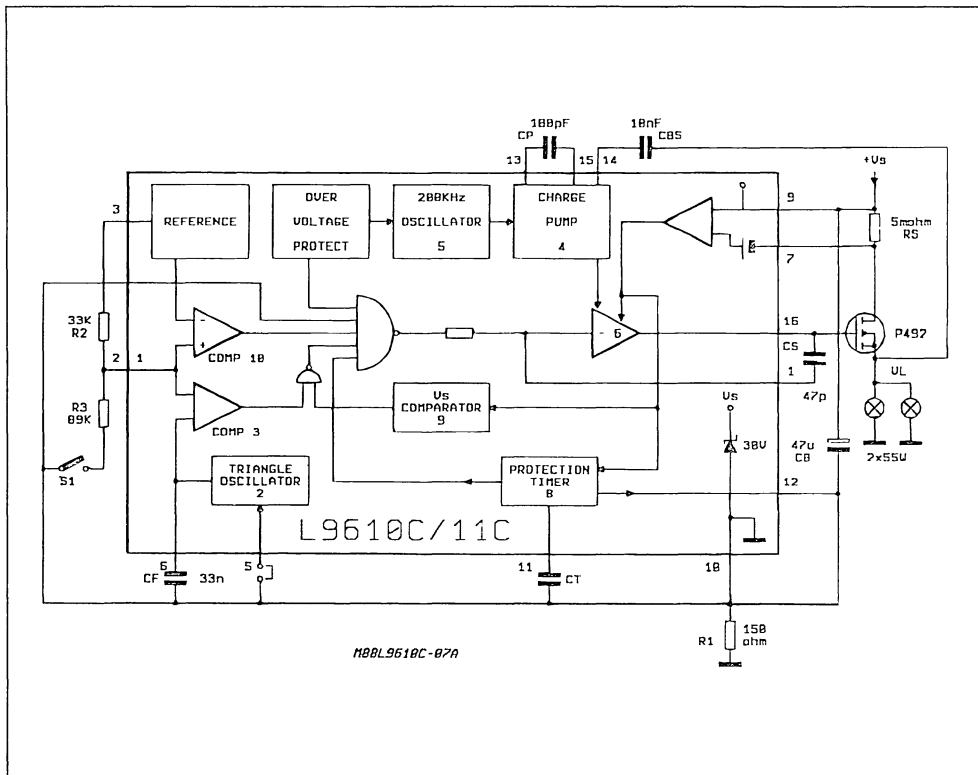 100pF
CP
10nF
CBS
13
15
14
+Vs
3
REFERENCE
OVER
VOLTAGE
PROTECT
200KHz
OSCILLATOR
5
CHARGE
PUMP
4
9
5mohm
RS
7
33K
R2
-
+
COMP 10
- 6
16
P492
CS
1
47p
2
1
R3
89K
COMP 3
Vs
COMPARATOR
9
VL
Vs
30V
47u
C8
2x55W
S1
TRIANGLE
OSCILLATOR
2
PROTECTION
TIMER
8
12
L9610C/11C
6
CF
33n
5
11
CT
10
R1
150
ohm
M88L9610C-07A